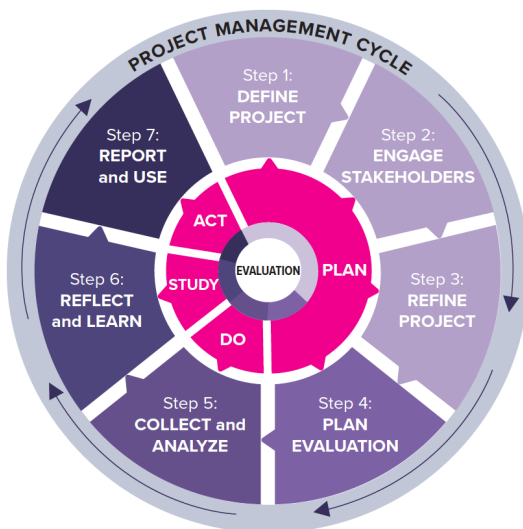 PROJECT MANAGEMENT CYCLE
Step 1:
DEFINE
PROJECT
Step 2:
ENGAGE
STAKEHOLDERS
Step 3:
REFINE
PROJECT
Step 4:
PLAN
EVALUATION
Step 5:
COLLECT and
ANALYZE
Step 6:
REFLECT
and LEARN
Step 7:
REPORT
and USE
PLAN
DO
STUDY
ACT
EVALUATION